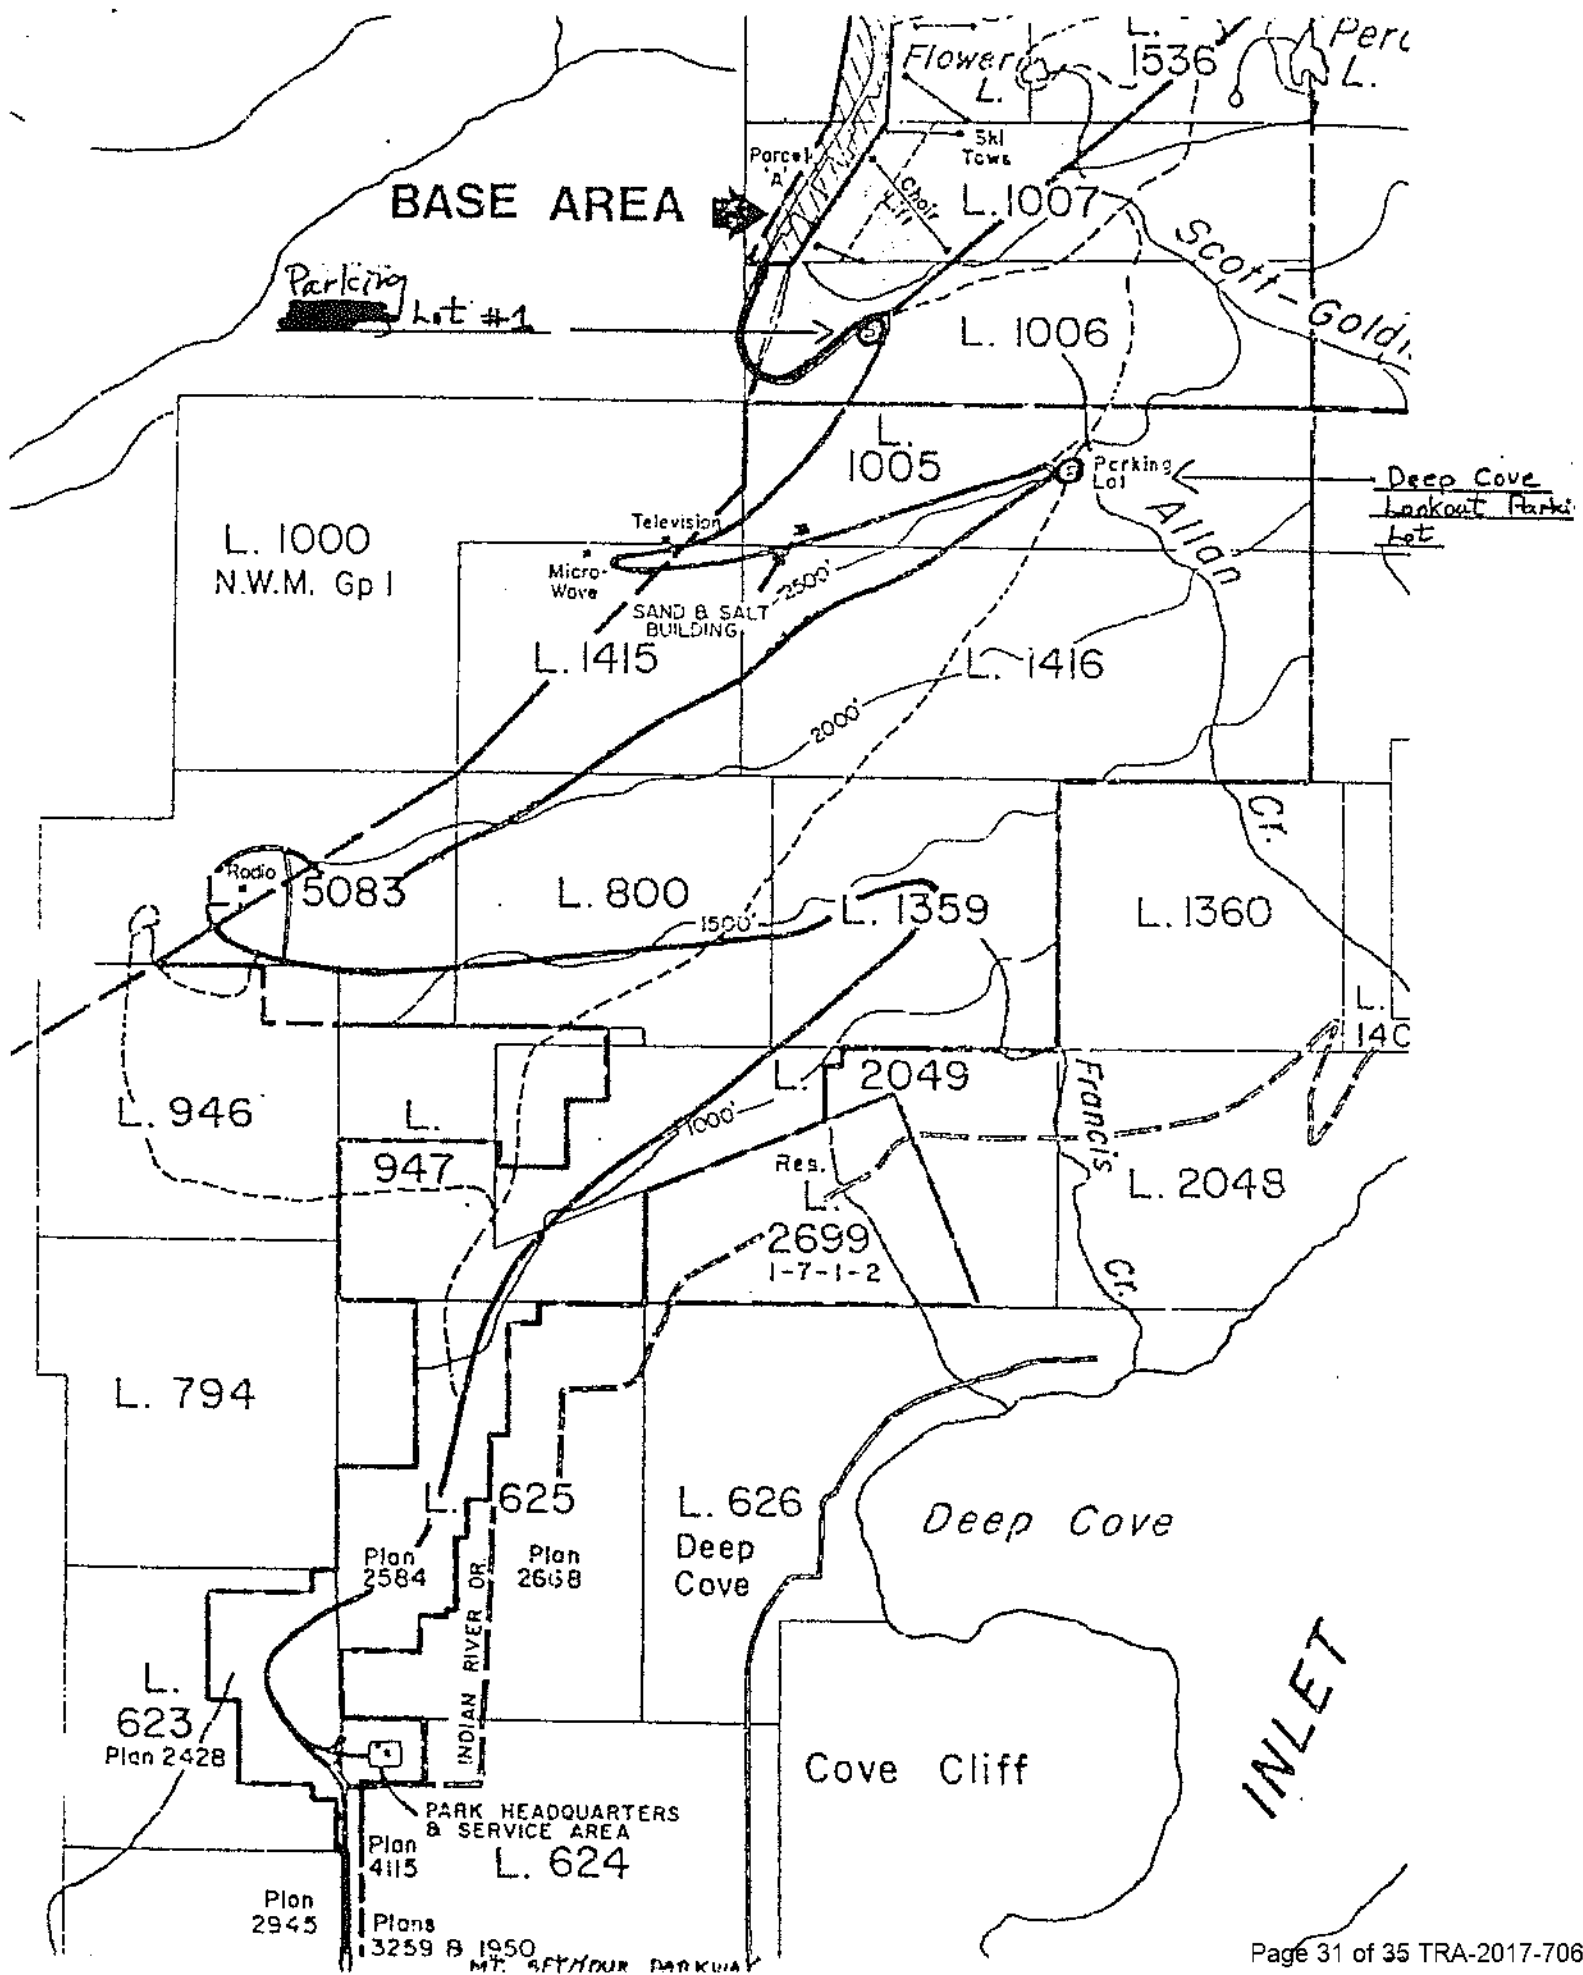 L.
1536
Flower
L.
L.
Ski
Tows
Parcel
'A'
Chair
Lift
BASE AREA
L.1007
Scott-Goldi
Parking
Lot #1
L. 1006
L.
1005
Parking
Lot
Deep Cove
Lookout Parki
Lot
Allan
Television
L. 1000
N.W.M. Gp 1
Micro-
Wave
2500'
SAND & SALT
BUILDING
L. 1415
L. 1416
2000'
Cr.
Radio
L. 5083
L. 800
L. 1359
L. 1360
1500'
L.
140
L. 2049
L. 946
L.
947
1000'
Francis
Cr.
Res.
L.
2699
1-7-1-2
L. 2048
L. 794
L. 625
L. 626
Deep
Cove
Deep Cove
Plan
2584
Plan
2668
INDIAN RIVER DR.
L.
623
Plan 2428
INLET
Cove Cliff
PARK HEADQUARTERS
& SERVICE AREA
Plan
4115
L. 624
Plan
2945
Plans
3259 & 1950
MT. SEYMOUR PARKWAY
Page 31 of 35 TRA-2017-706